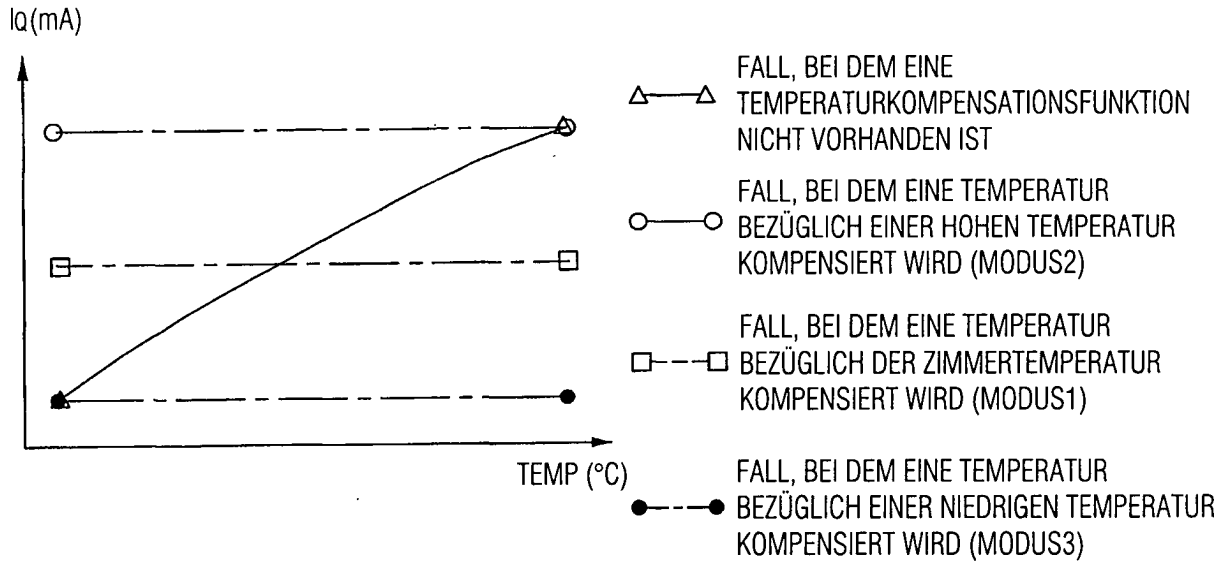 IQ(mA)
FALL, BEI DEM EINE
TEMPERATURKOMPENSATIONSFUNKTION
NICHT VORHANDEN IST
FALL, BEI DEM EINE TEMPERATUR
BEZÜGLICH EINER HOHEN TEMPERATUR
KOMPENSIERT WIRD (MODUS2)
FALL, BEI DEM EINE TEMPERATUR
BEZÜGLICH DER ZIMMERTEMPERATUR
KOMPENSIERT WIRD (MODUS1)
TEMP (°C)
FALL, BEI DEM EINE TEMPERATUR
BEZÜGLICH EINER NIEDRIGEN TEMPERATUR
KOMPENSIERT WIRD (MODUS3)